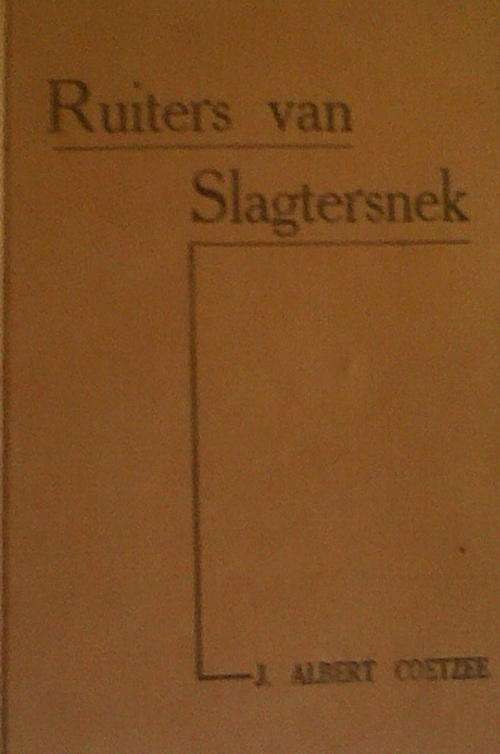 Ruiters van
Slagtersnek
J. ALBERT COETZEE